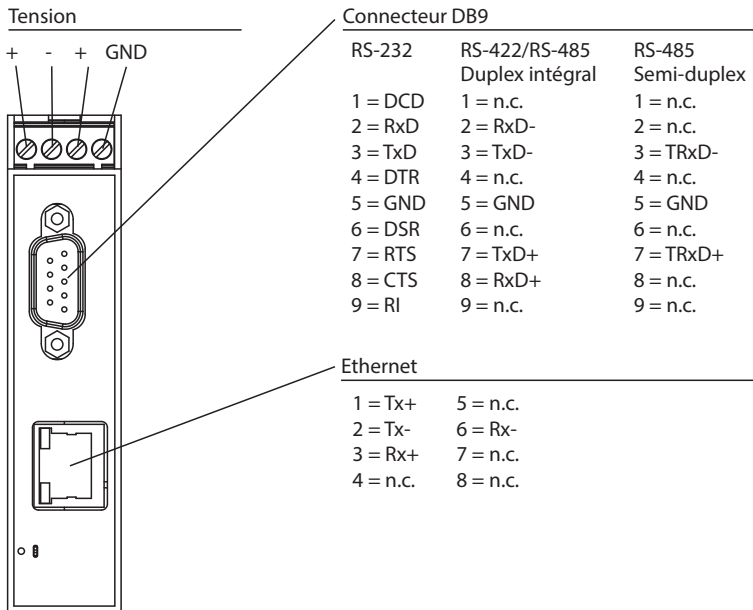 Tension
+ - + GND
Connecteur DB9
RS-232 RS-422/RS-485 RS-485
Duplex intégral Semi-duplex
1 = DCD 1 = n.c. 1 = n.c.
2 = RxD 2 = RxD- 2 = n.c.
3 = TxD 3 = TxD- 3 = TRxD-
4 = DTR 4 = n.c. 4 = n.c.
5 = GND 5 = GND 5 = GND
6 = DSR 6 = n.c. 6 = n.c.
7 = RTS 7 = TxD+ 7 = TRxD+
8 = CTS 8 = RxD+ 8 = n.c.
9 = RI 9 = n.c. 9 = n.c.
Ethernet
1 = Tx+ 5 = n.c.
2 = Tx- 6 = Rx-
3 = Rx+ 7 = n.c.
4 = n.c. 8 = n.c.